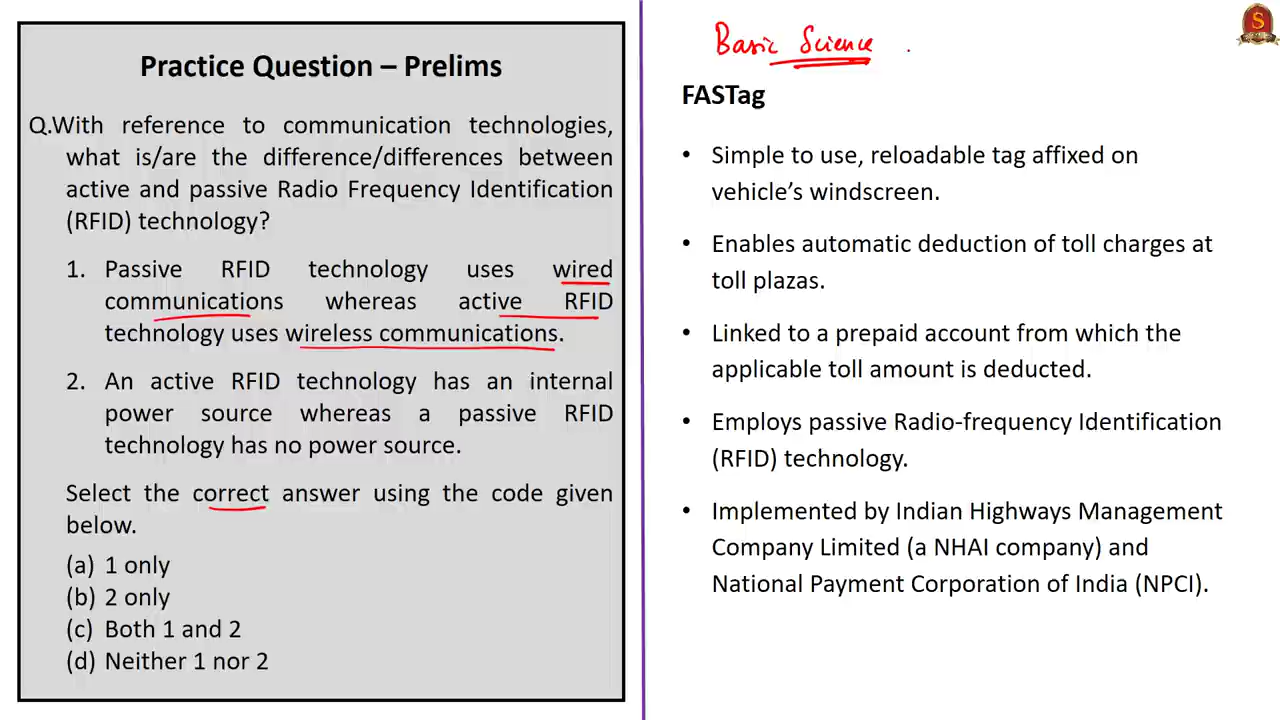 Practice Question – Prelims
Q.With reference to communication technologies,
what is/are the difference/differences between
active and passive Radio Frequency Identification
(RFID) technology?
1. Passive RFID technology uses wired
communications whereas active RFID
technology uses wireless communications.
2. An active RFID technology has an internal
power source whereas a passive RFID
technology has no power source.
Select the correct answer using the code given
below.
(a) 1 only
(b) 2 only
(c) Both 1 and 2
(d) Neither 1 nor 2
Basic Science
FASTag
• Simple to use, reloadable tag affixed on
vehicle’s windscreen.
• Enables automatic deduction of toll charges at
toll plazas.
• Linked to a prepaid account from which the
applicable toll amount is deducted.
• Employs passive Radio-frequency Identification
(RFID) technology.
• Implemented by Indian Highways Management
Company Limited (a NHAI company) and
National Payment Corporation of India (NPCI).